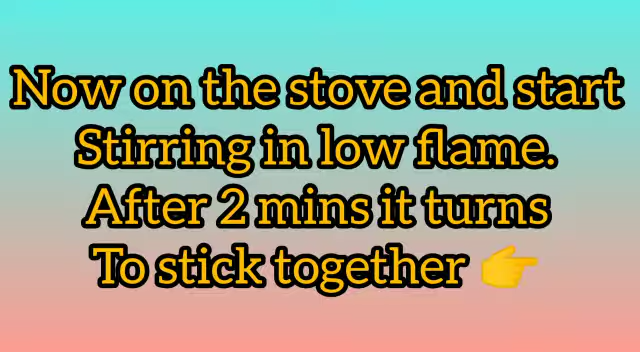 Now on the stove and start
Stirring in low flame.
After 2 mins it turns
To stick together 👉